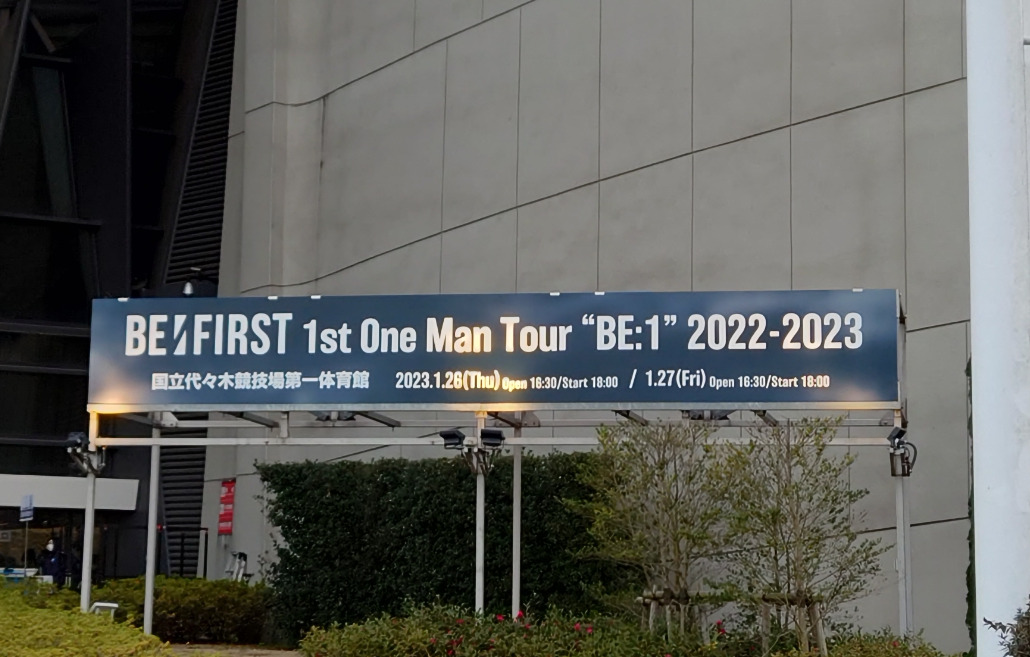 BE:FIRST 1st One Man Tour “BE:1” 2022-2023
国立代々木競技場第一体育館 2023.1.26(Thu) Open 16:30/Start 18:00 / 1.27(Fri) Open 16:30/Start 18:00